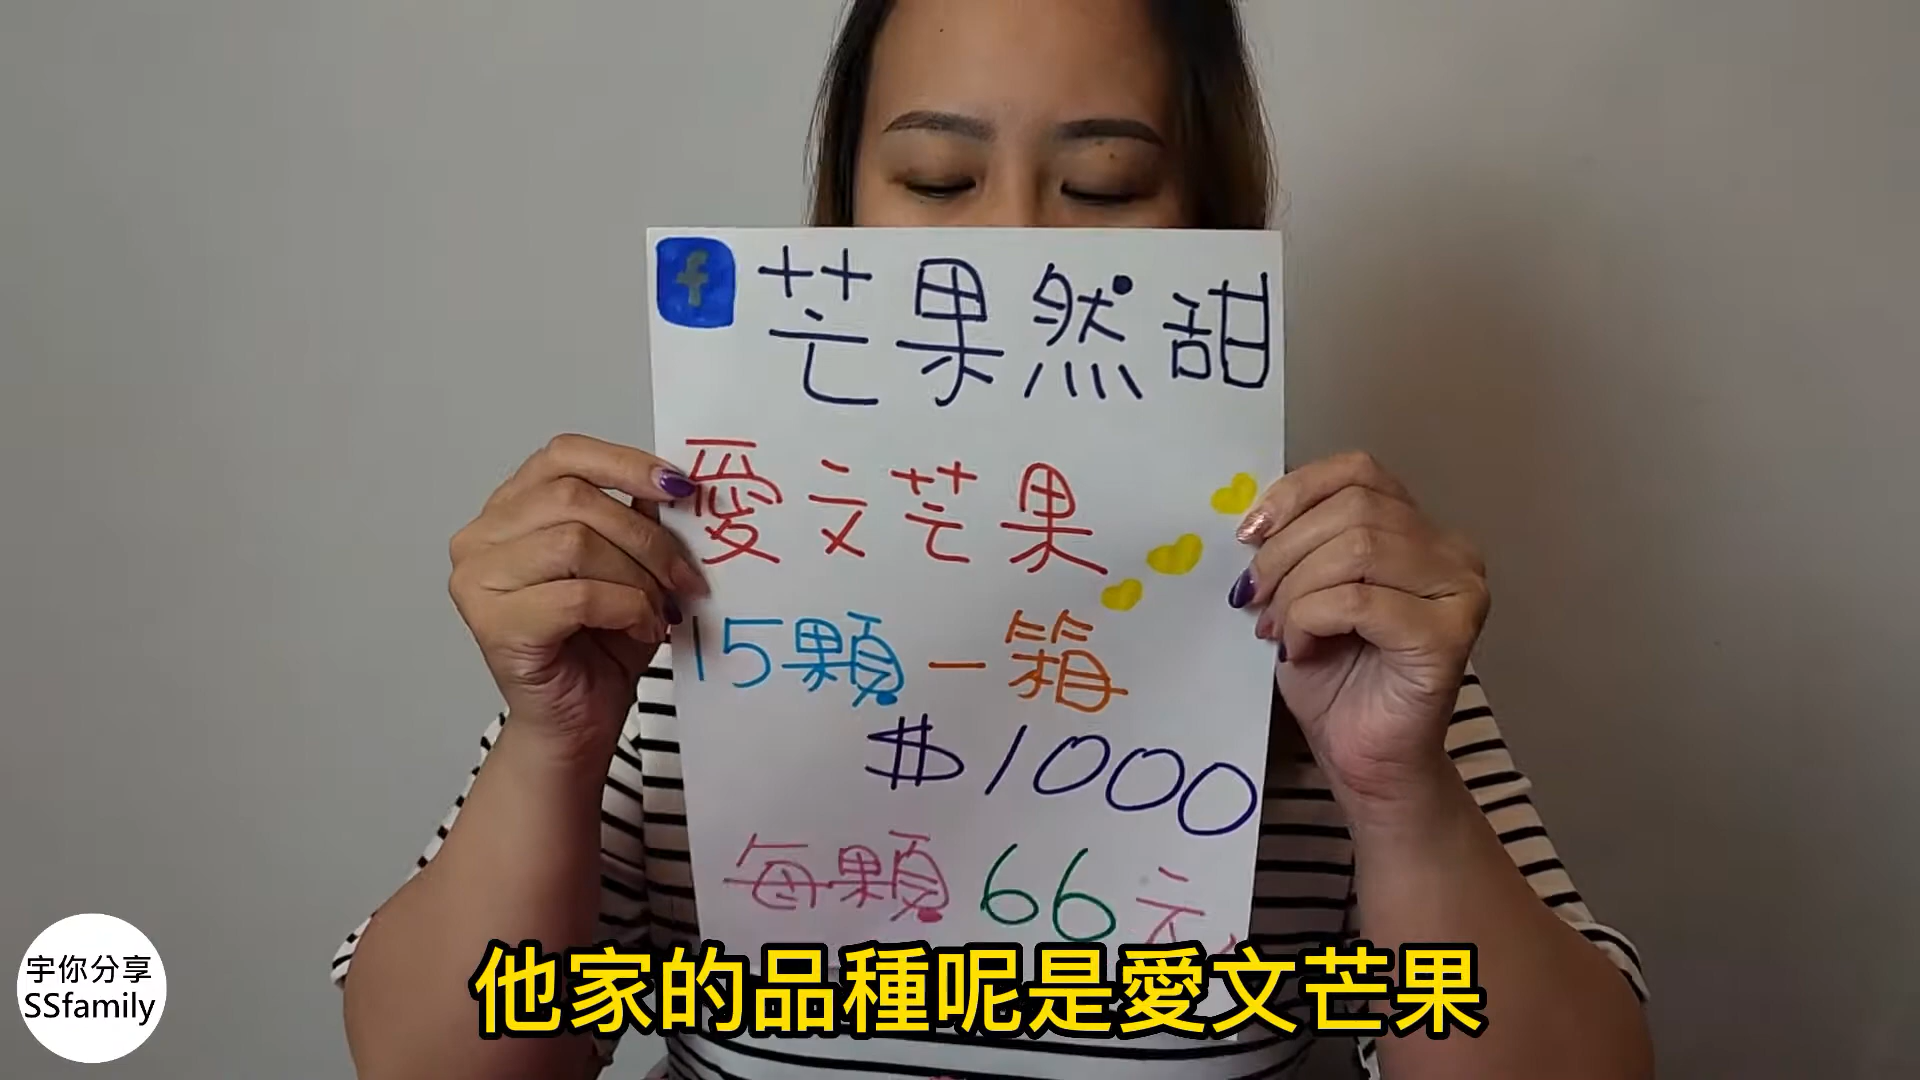 f 芒果然甜
愛文芒果
15顆一箱
$1000
每顆66元
他家的品種呢是愛文芒果
宇你分享
SSfamily